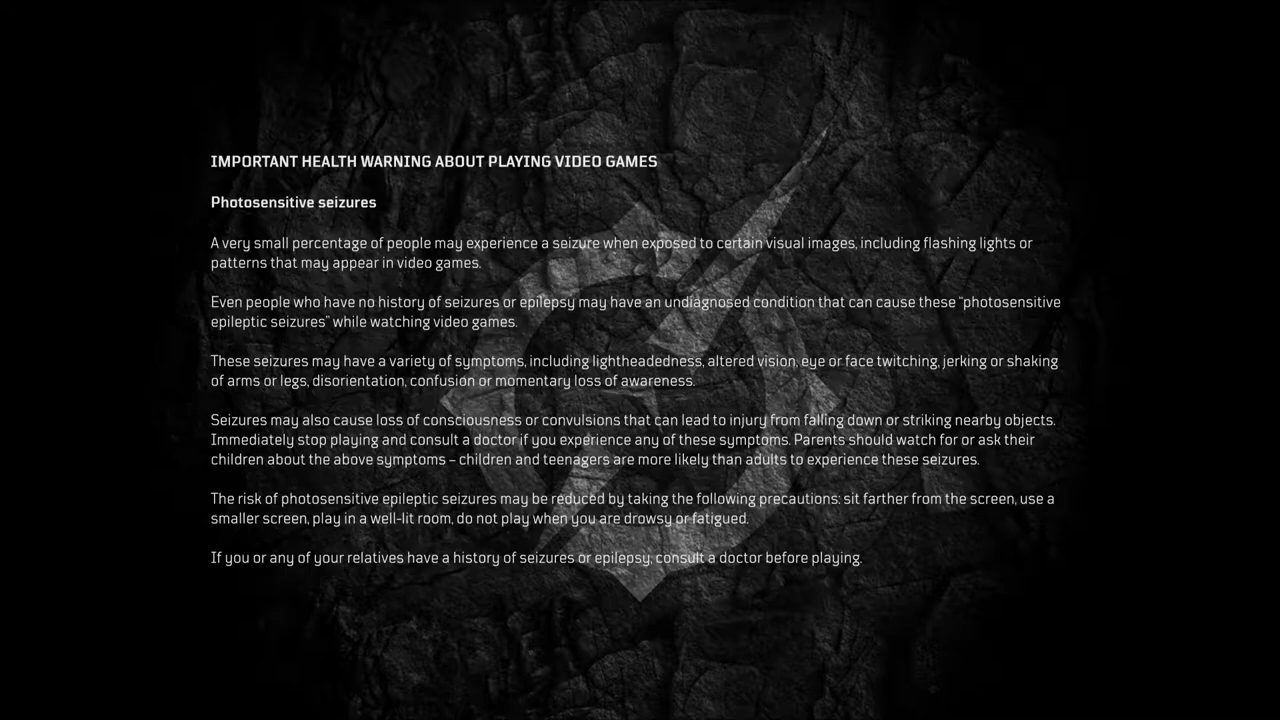 IMPORTANT HEALTH WARNING ABOUT PLAYING VIDEO GAMES
Photosensitive seizures
A very small percentage of people may experience a seizure when exposed to certain visual images, including flashing lights or
patterns that may appear in video games.
Even people who have no history of seizures or epilepsy may have an undiagnosed condition that can cause these “photosensitive
epileptic seizures” while watching video games.
These seizures may have a variety of symptoms, including lightheadedness, altered vision, eye or face twitching, jerking or shaking
of arms or legs, disorientation, confusion or momentary loss of awareness.
Seizures may also cause loss of consciousness or convulsions that can lead to injury from falling down or striking nearby objects.
Immediately stop playing and consult a doctor if you experience any of these symptoms. Parents should watch for or ask their
children about the above symptoms – children and teenagers are more likely than adults to experience these seizures.
The risk of photosensitive epileptic seizures may be reduced by taking the following precautions: sit farther from the screen, use a
smaller screen, play in a well-lit room, do not play when you are drowsy or fatigued.
If you or any of your relatives have a history of seizures or epilepsy, consult a doctor before playing.